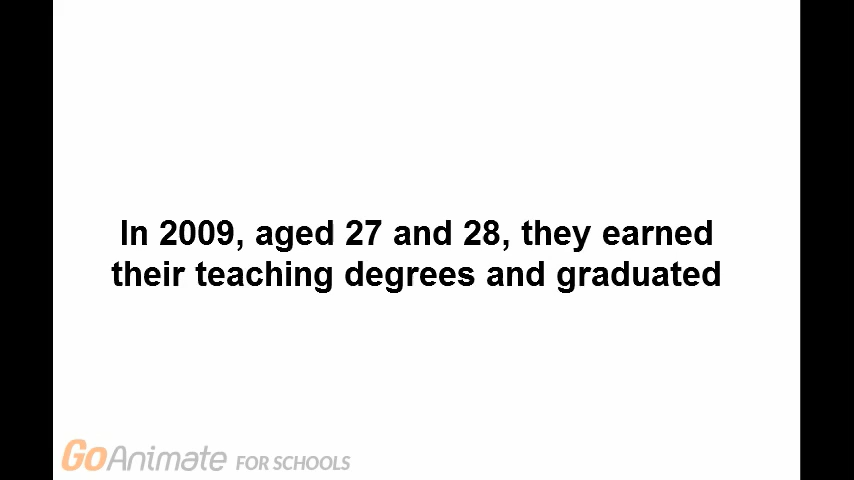 In 2009, aged 27 and 28, they earned
their teaching degrees and graduated
GoAnimate FOR SCHOOLS